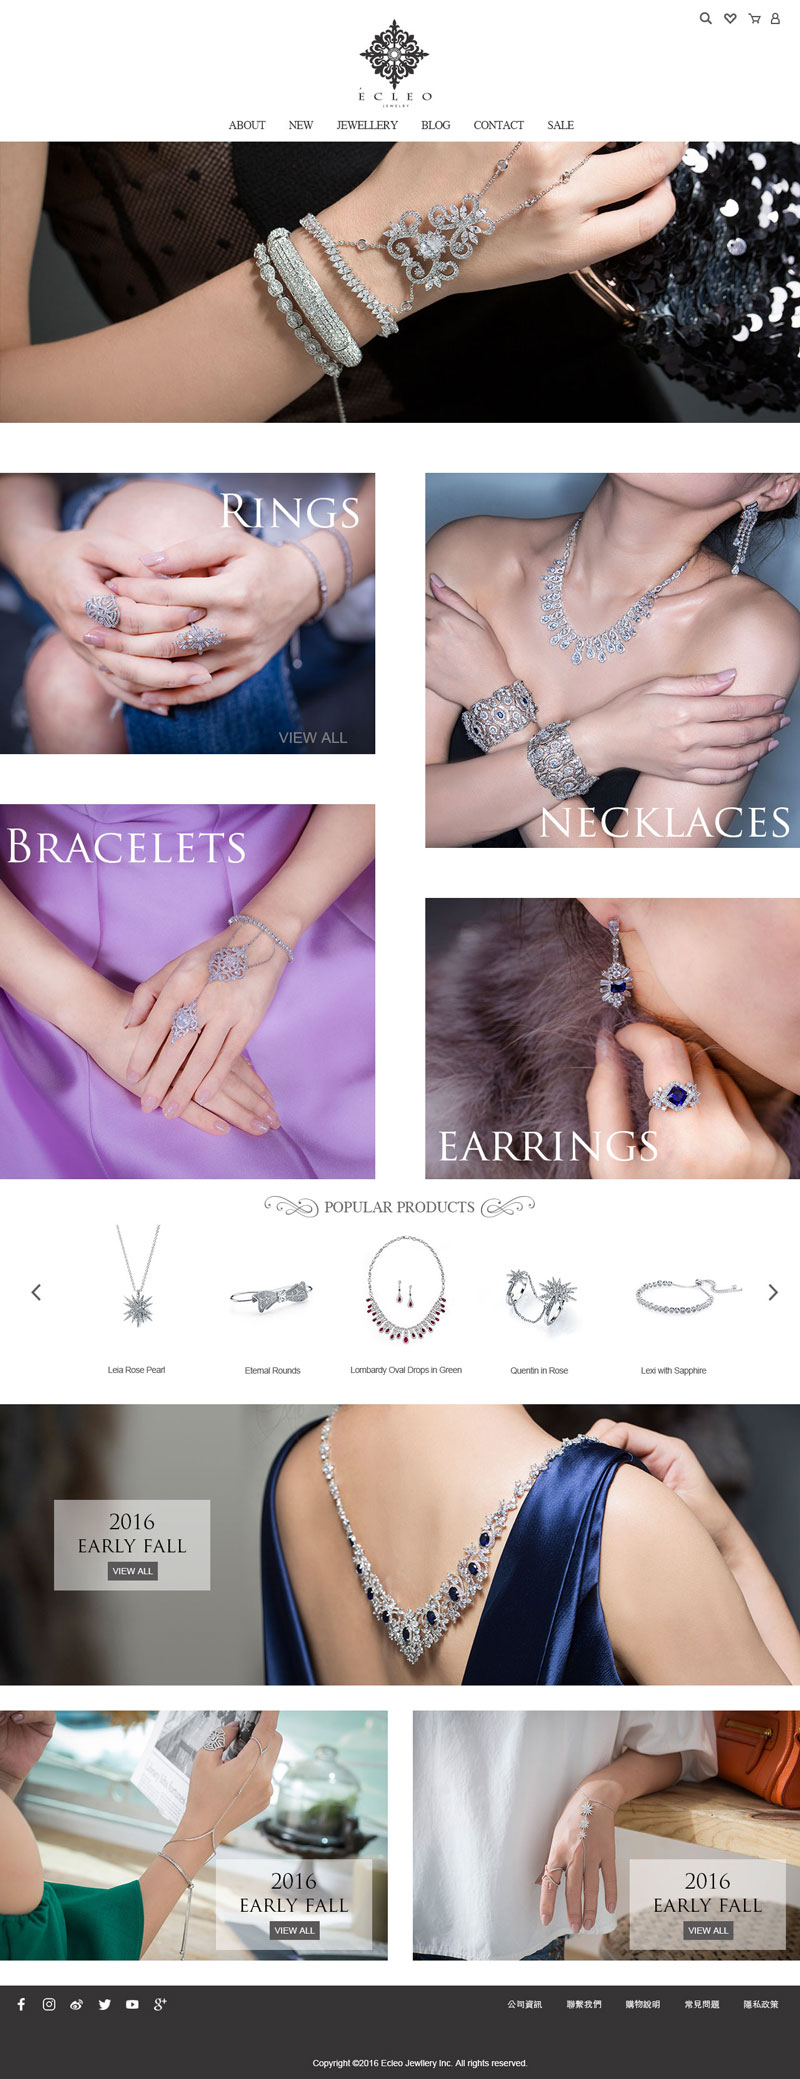 ÉCLEO
JEWELRY
ABOUT NEW JEWELLERY BLOG CONTACT SALE
RINGS
VIEW ALL
NECKLACES
BRACELETS
EARRINGS
POPULAR PRODUCTS
Leia Rose Pearl
Eternal Rounds
Lombardy Oval Drops in Green
Quentin in Rose
Lexi with Sapphire
2016
EARLY FALL
VIEW ALL
2016
EARLY FALL
VIEW ALL
2016
EARLY FALL
VIEW ALL
公司資訊 聯繫我們 購物說明 常見問題 隱私政策
Copyright ©2016 Ecleo Jewllery Inc. All rights reserved.